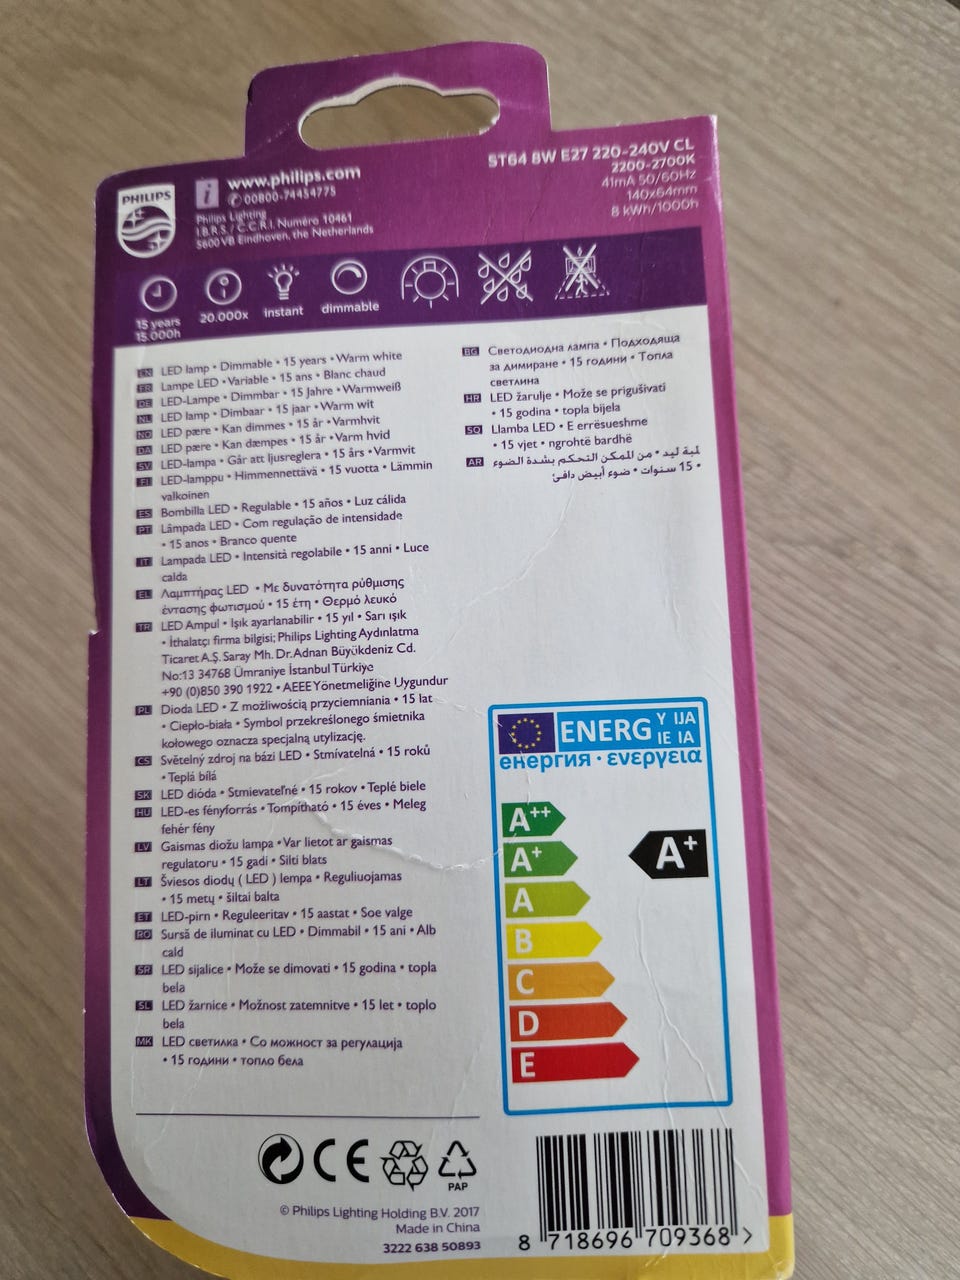 PHILIPS
i
www.philips.com
✆ 00800-74454775
Philips Lighting
I.B.R.S. / C.C.R.I. Numéro 10461
5600 VB Eindhoven, the Netherlands
ST64 8W E27 220-240V CL
2200-2700K
41mA 50/60Hz
140x64mm
8 kWh/1000h
15 years
15.000h
20.000x
instant
dimmable
EN LED lamp • Dimmable • 15 years • Warm white
FR Lampe LED • Variable • 15 ans • Blanc chaud
DE LED-Lampe • Dimmbar • 15 Jahre • Warmweiß
NL LED lamp • Dimbaar • 15 jaar • Warm wit
NO LED pære • Kan dimmes • 15 år • Varmhvit
DA LED pære • Kan dæmpes • 15 år • Varm hvid
SV LED-lampa • Går att ljusreglera • 15 års • Varmvit
FI LED-lamppu • Himmennettävä • 15 vuotta • Lämmin
valkoinen
ES Bombilla LED • Regulable • 15 años • Luz cálida
PT Lâmpada LED • Com regulação de intensidade
• 15 anos • Branco quente
IT Lampada LED • Intensità regolabile • 15 anni • Luce
calda
EL Λαμπτήρας LED • Με δυνατότητα ρύθμισης
έντασης φωτισμού • 15 έτη • Θερμό λευκό
TR LED Ampul • Işık ayarlanabilir • 15 yıl • Sarı ışık
• İthalatçı firma bilgisi; Philips Lighting Aydınlatma
Ticaret A.Ş. Saray Mh. Dr. Adnan Büyükdeniz Cd.
No:13 34768 Ümraniye İstanbul Türkiye
+90 (0)850 390 1922 • AEEE Yönetmeliğine Uygundur
PL Dioda LED • Z możliwością przyciemniania • 15 lat
• Ciepło-biała • Symbol przekreślonego śmietnika
kołowego oznacza specjalną utylizację.
CS Světelný zdroj na bázi LED • Stmívatelná • 15 roků
• Teplá bílá
SK LED dióda • Stmievateľné • 15 rokov • Teplé biele
HU LED-es fényforrás • Tompítható • 15 éves • Meleg
fehér fény
LV Gaismas diožu lampa • Var lietot ar gaismas
regulatoru • 15 gadi • Silti blats
LT Šviesos diodų ( LED ) lempa • Reguliuojamas
• 15 metų • šiltai balta
ET LED-pirn • Reguleeritav • 15 aastat • Soe valge
RO Sursă de iluminat cu LED • Dimmabil • 15 ani • Alb
cald
SR LED sijalice • Može se dimovati • 15 godina • topla
bela
SL LED žarnice • Možnost zatemnitve • 15 let • toplo
bela
MK LED светилка • Со можност за регулација
• 15 години • топло бела
BG Светодиодна лампа • Подходяща
за димиране • 15 години • Топла
светлина
HR LED žarulje • Može se prigušivati
• 15 godina • topla bijela
SQ Llamba LED • E errësueshme
• 15 vjet • ngrohtë bardhë
AR لمبة ليد • من الممكن التحكم بشدة الضوء
• 15 سنوات • ضوء أبيض دافئ
ENERG Y IJA
IE IA
енергия · ενεργεια
A++
A+
A+
A
B
C
D
E
CE
PAP
© Philips Lighting Holding B.V. 2017
Made in China
3222 638 50893
8 718696 709368 >